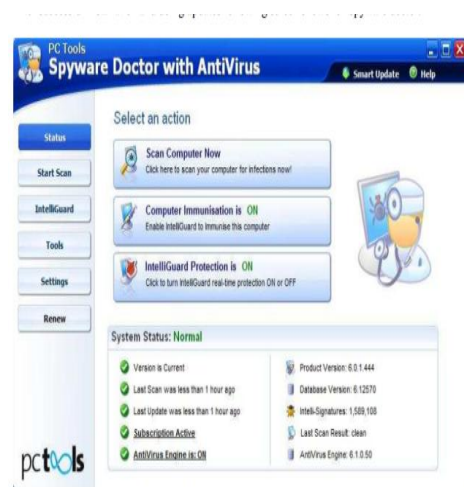 PC Tools
Spyware Doctor with AntiVirus
Smart Update
Help
Status
Start Scan
IntelliGuard
Tools
Settings
Renew
Select an action
Scan Computer Now
Click here to scan your computer for infections now!
Computer Immunisation is ON
Enable IntelliGuard to immunise this computer
IntelliGuard Protection is ON
Click to turn IntelliGuard real-time protection ON or OFF
System Status: Normal
Version is Current
Last Scan was less than 1 hour ago
Last Update was less than 1 hour ago
Subscription Active
AntiVirus Engine is: ON
Product Version: 6.0.1.444
Database Version: 6.12570
Intelli-Signatures: 1,589,108
Last Scan Result: clean
AntiVirus Engine: 6.1.0.50
pctools